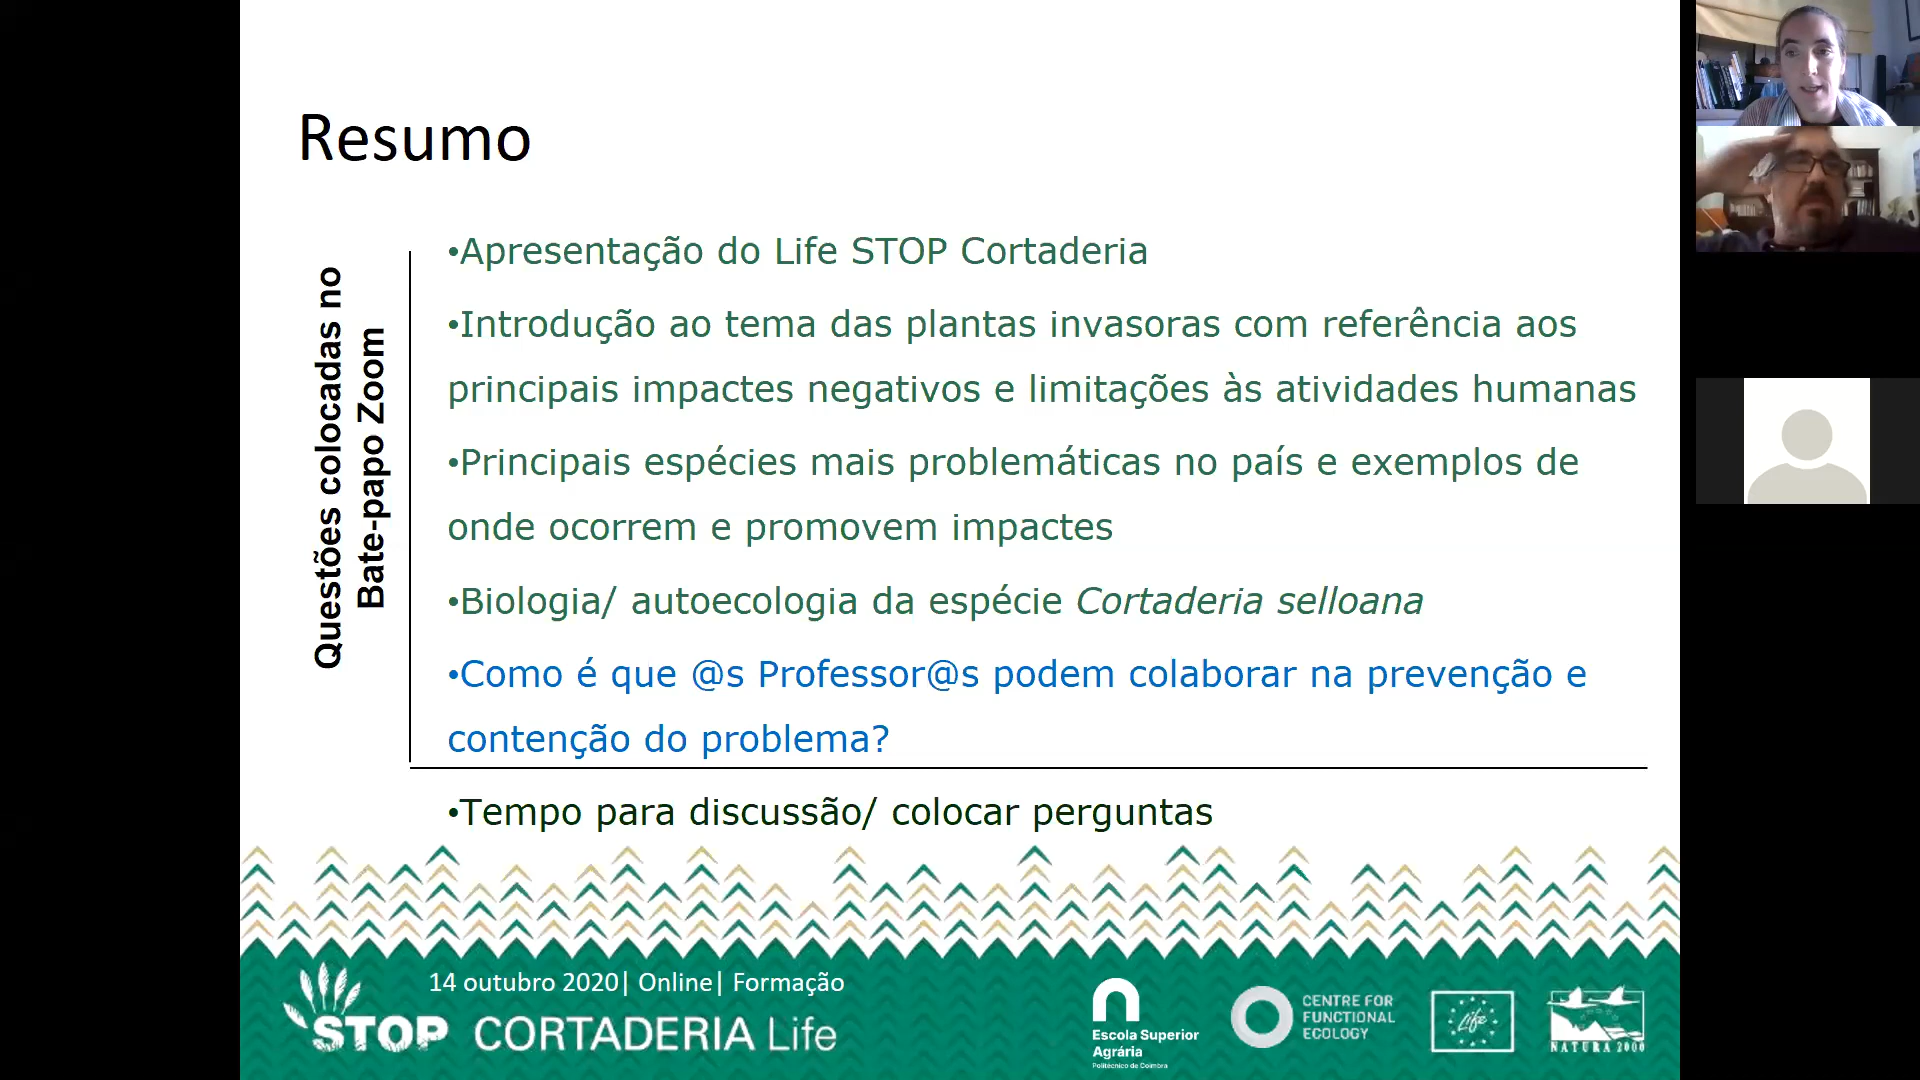 Resumo
Questões colocadas no
Bate-papo Zoom
•Apresentação do Life STOP Cortaderia
•Introdução ao tema das plantas invasoras com referência aos
principais impactes negativos e limitações às atividades humanas
•Principais espécies mais problemáticas no país e exemplos de
onde ocorrem e promovem impactes
•Biologia/ autoecologia da espécie Cortaderia selloana
•Como é que @s Professor@s podem colaborar na prevenção e
contenção do problema?
•Tempo para discussão/ colocar perguntas
14 outubro 2020| Online| Formação
STOP CORTADERIA Life
Escola Superior
Agrária
Politécnico de Coimbra
CENTRE FOR
FUNCTIONAL
ECOLOGY
Life
NATURA 2000